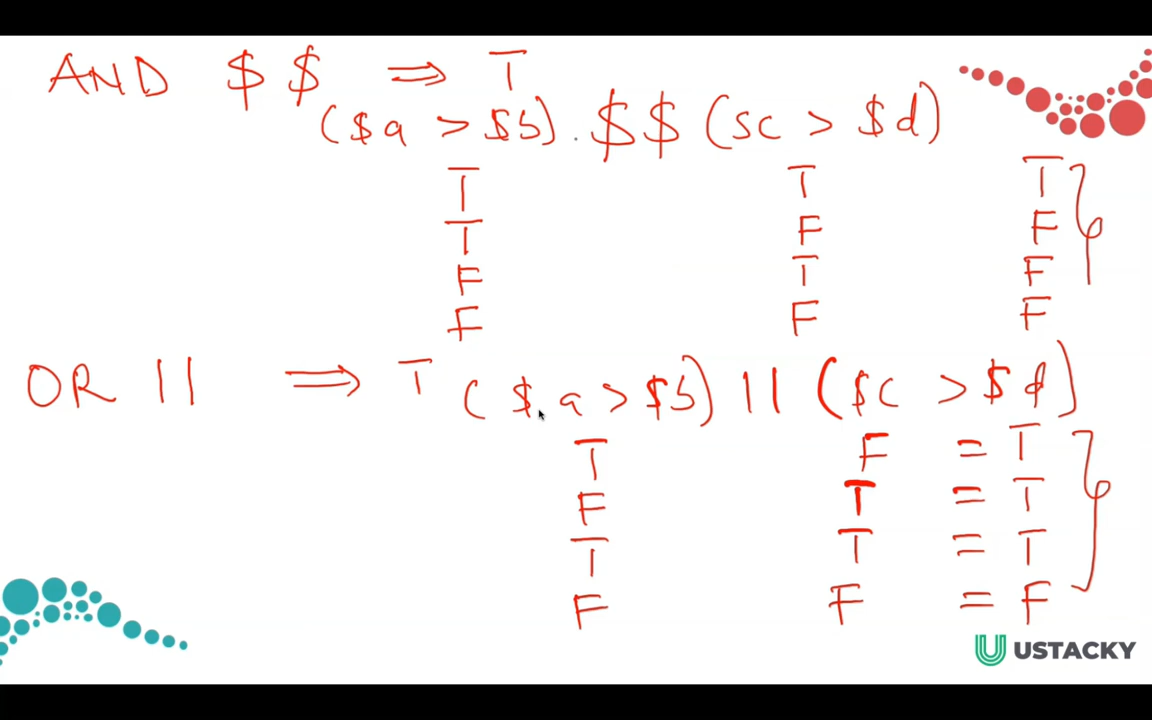 AND $ $ ⇒ T
($a > $b) . $$ ($c > $d)
T T T
T F F
F T F
F F F
OR || ⇒ T ($a > $b) || ($c > $d)
T F = T
F T = T
T T = T
F F = F
USTACKY